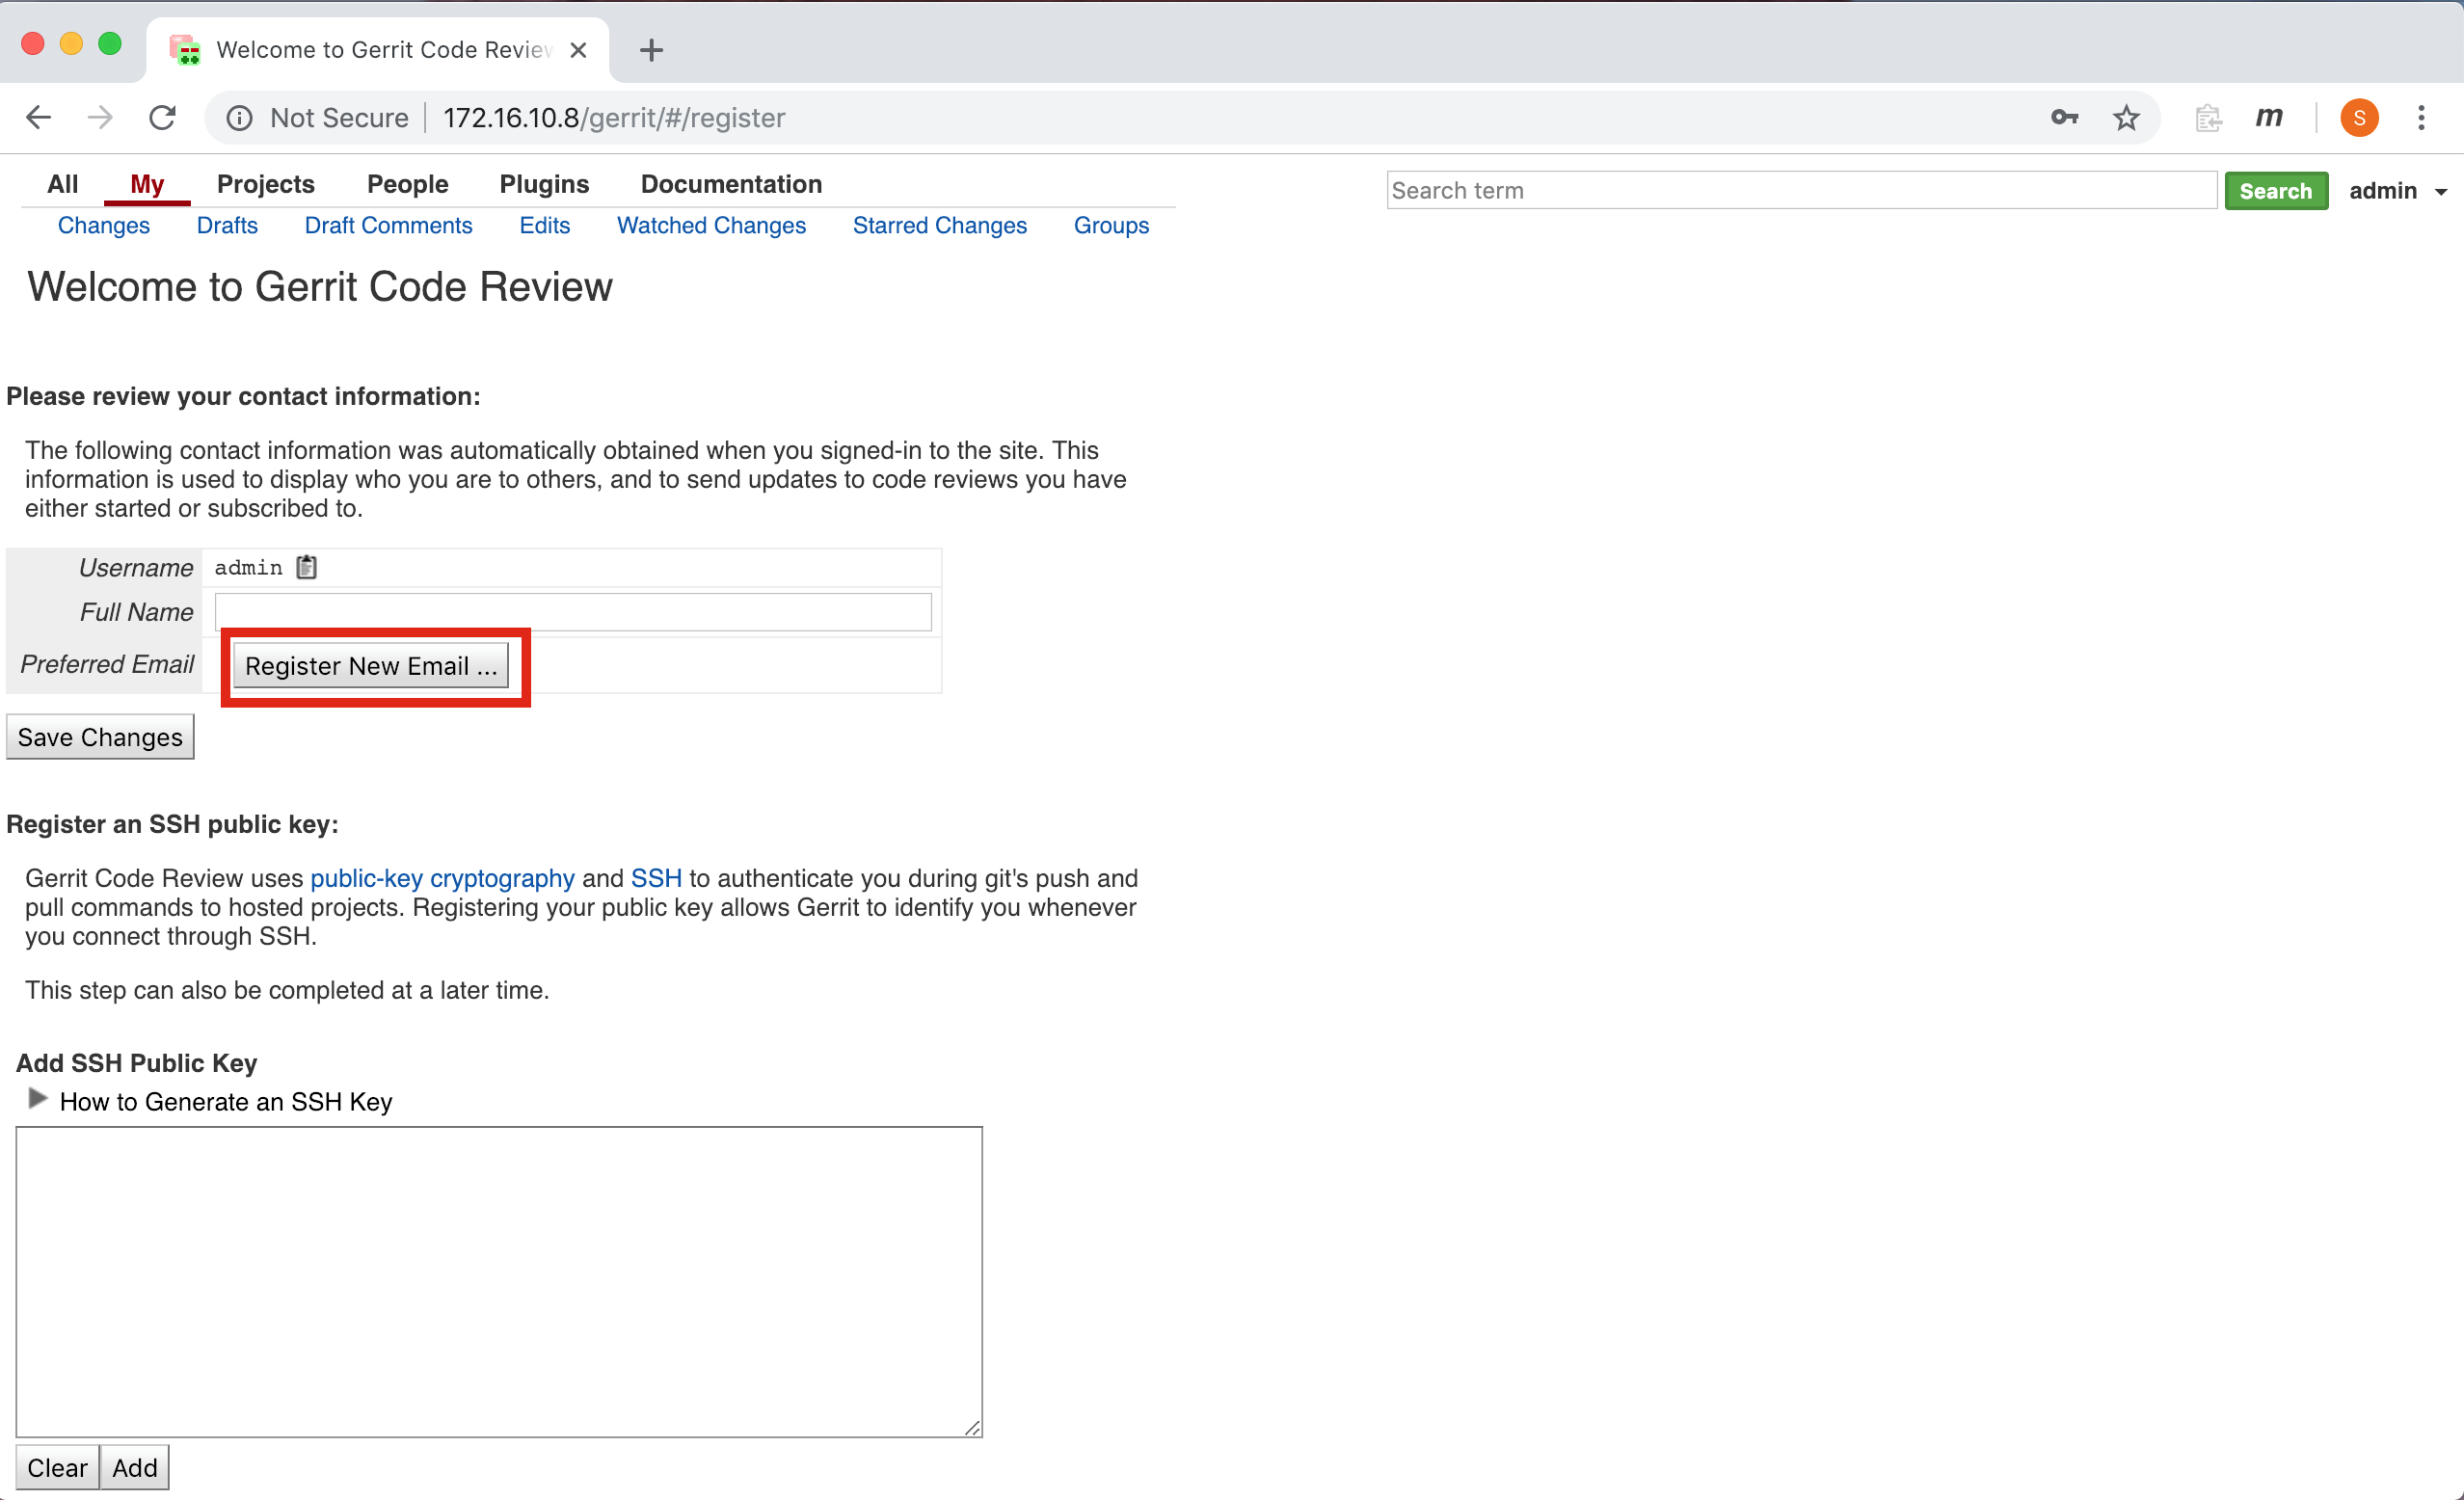 Welcome to Gerrit Code Review
Not Secure 172.16.10.8/gerrit/#/register
m
S
All My Projects People Plugins Documentation
Search term
Search
admin
Changes Drafts Draft Comments Edits Watched Changes Starred Changes Groups
Welcome to Gerrit Code Review
Please review your contact information:
The following contact information was automatically obtained when you signed-in to the site. This
information is used to display who you are to others, and to send updates to code reviews you have
either started or subscribed to.
Username admin
Full Name
Preferred Email Register New Email ...
Save Changes
Register an SSH public key:
Gerrit Code Review uses public-key cryptography and SSH to authenticate you during git's push and
pull commands to hosted projects. Registering your public key allows Gerrit to identify you whenever
you connect through SSH.
This step can also be completed at a later time.
Add SSH Public Key
How to Generate an SSH Key
Clear Add